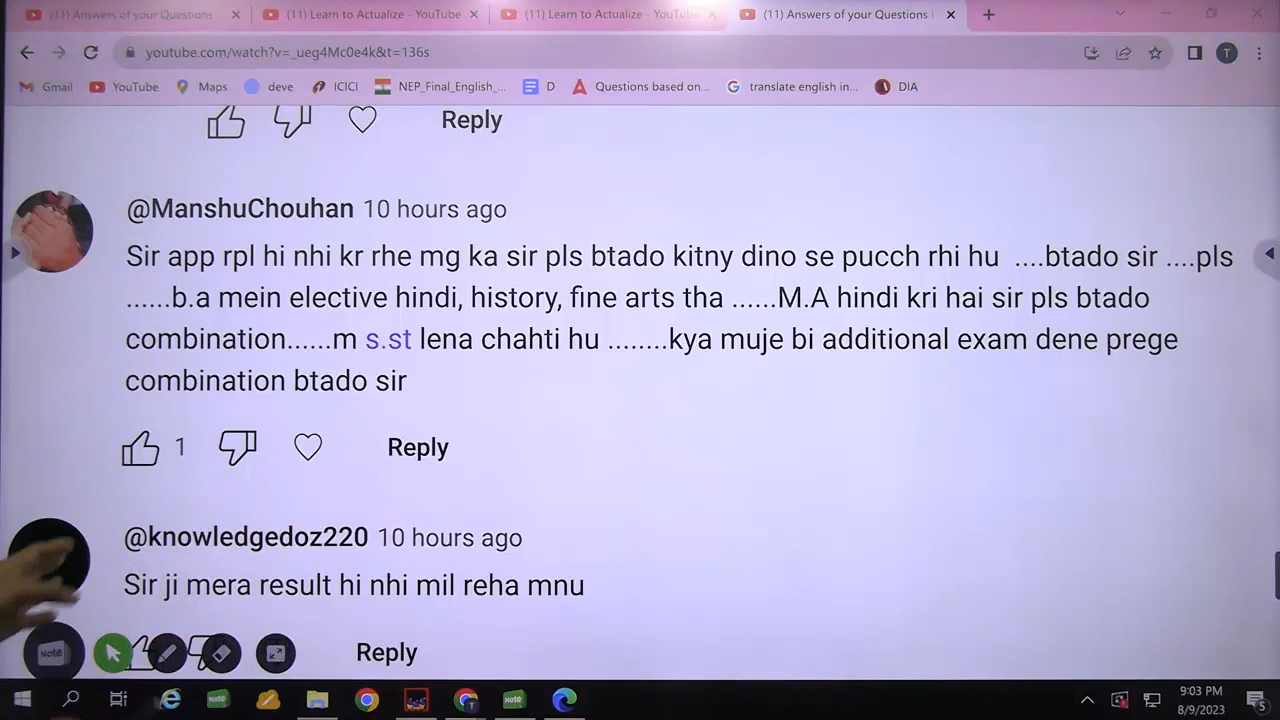 (11) Answers of your Questions
(11) Learn to Actualize - YouTube
(11) Learn to Actualize - YouTube
(11) Answers of your Questions
youtube.com/watch?v=_ueg4Mc0e4k&t=136s
T
Gmail
YouTube
Maps
deve
ICICI
NEP_Final_English_...
D
Questions based on...
translate english in...
DIA
Reply
@ManshuChouhan 10 hours ago
Sir app rpl hi nhi kr rhe mg ka sir pls btado kitny dino se pucch rhi hu ....btado sir ....pls
......b.a mein elective hindi, history, fine arts tha ......M.A hindi kri hai sir pls btado
combination......m s.st lena chahti hu ........kya muje bi additional exam dene prege
combination btado sir
1
Reply
@knowledgedoz220 10 hours ago
Sir ji mera result hi nhi mil reha mnu
Note
Reply
9:03 PM
8/9/2023
5